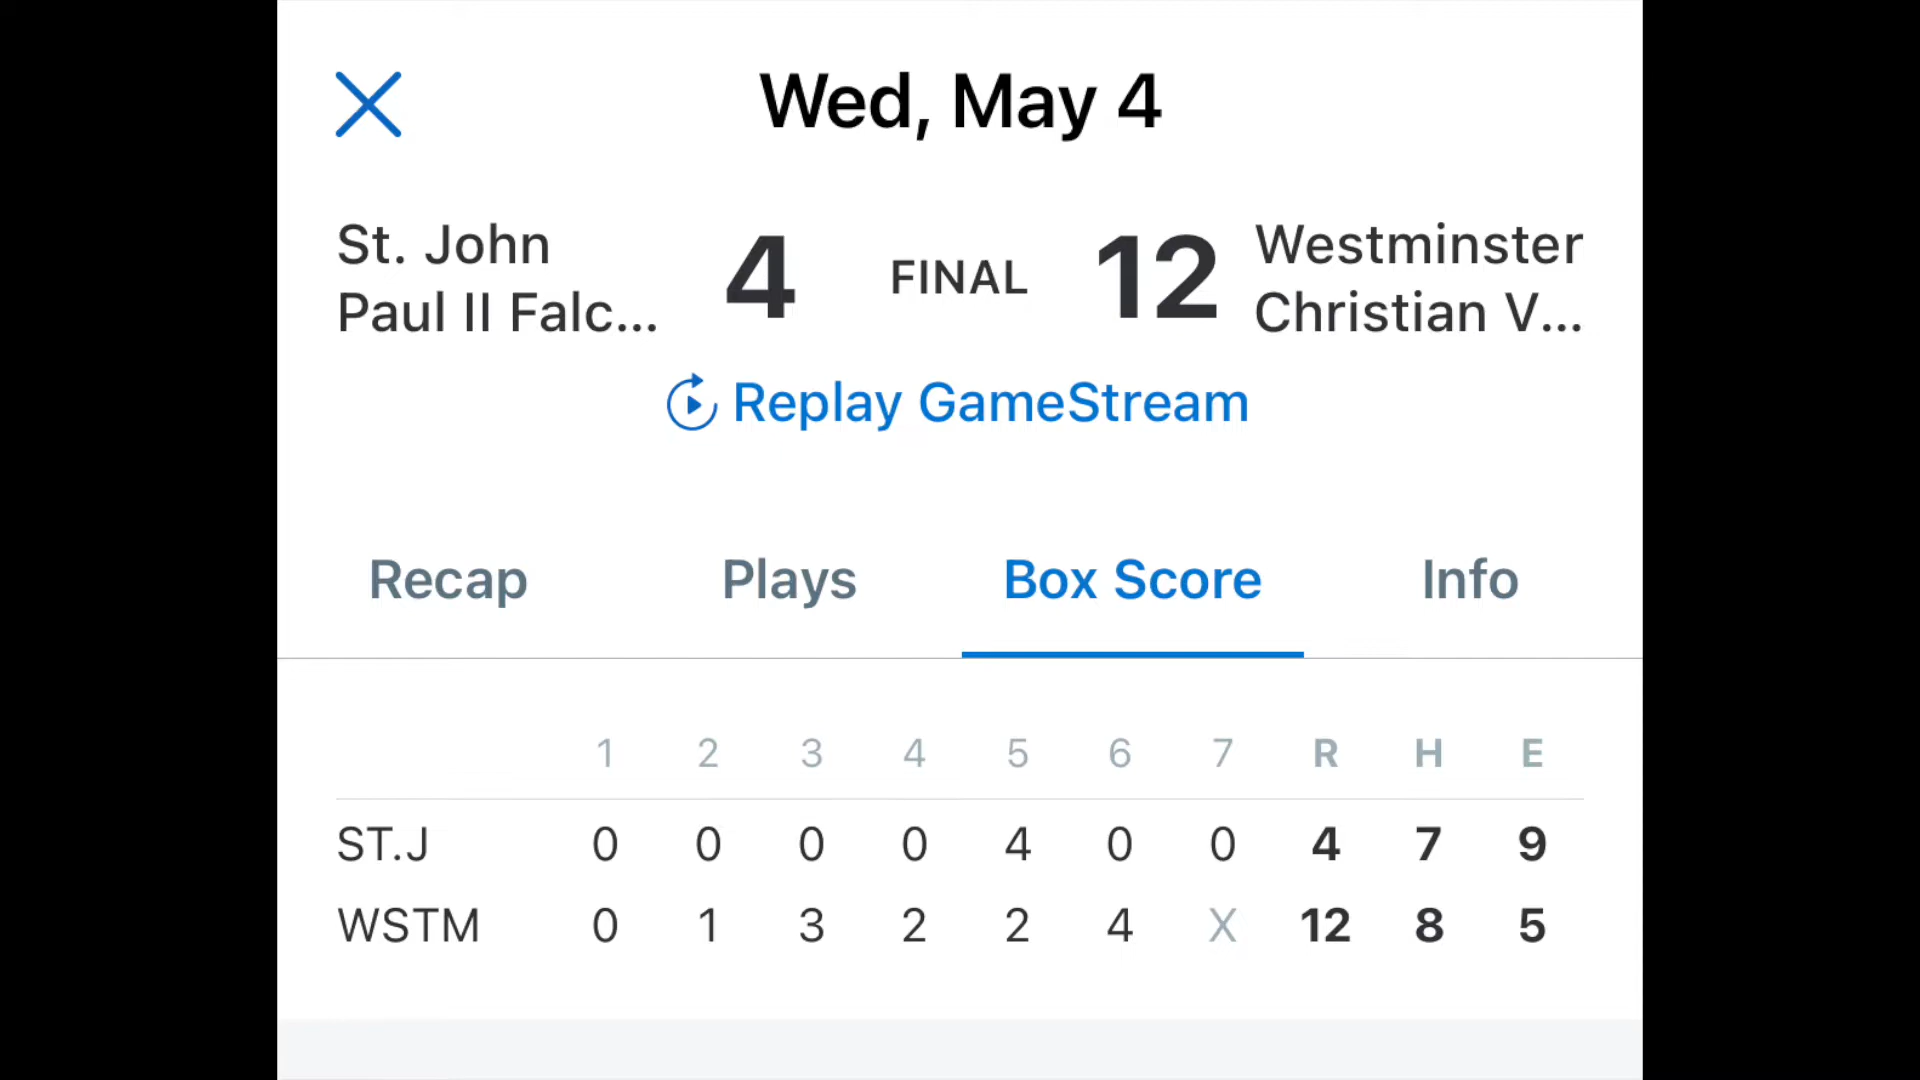 Wed, May 4
St. John
Paul II Falc...
4
FINAL
12
Westminster
Christian V...
Replay GameStream
Recap Plays Box Score Info
1 2 3 4 5 6 7 R H E
ST.J 0 0 0 0 4 0 0 4 7 9
WSTM 0 1 3 2 2 4 X 12 8 5